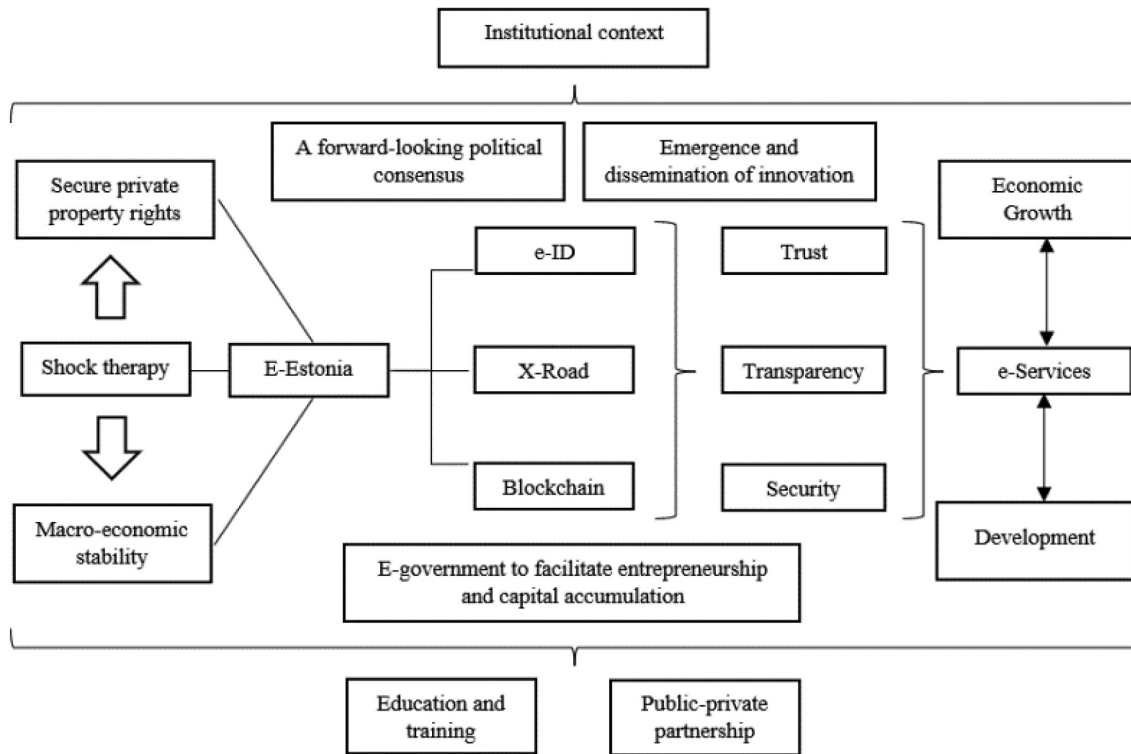 Institutional context
A forward-looking political
consensus
Emergence and
dissemination of innovation
Secure private
property rights
Economic
Growth
e-ID
Trust
Shock therapy
E-Estonia
X-Road
Transparency
e-Services
Blockchain
Security
Macro-economic
stability
Development
E-government to facilitate entrepreneurship
and capital accumulation
Education and
training
Public-private
partnership